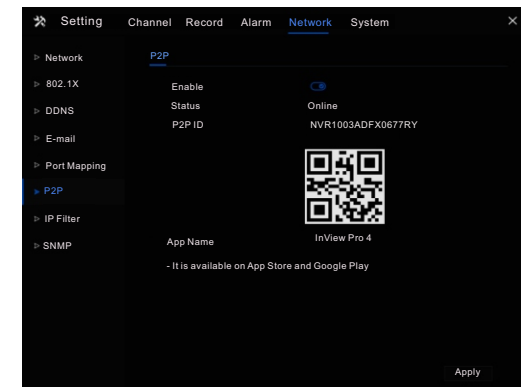 Setting Channel Record Alarm Network System
Network
802.1X
DDNS
E-mail
Port Mapping
P2P
IP Filter
SNMP
P2P
Enable
Status Online
P2P ID NVR1003ADFX0677RY
App Name InView Pro 4
- It is available on App Store and Google Play
Apply